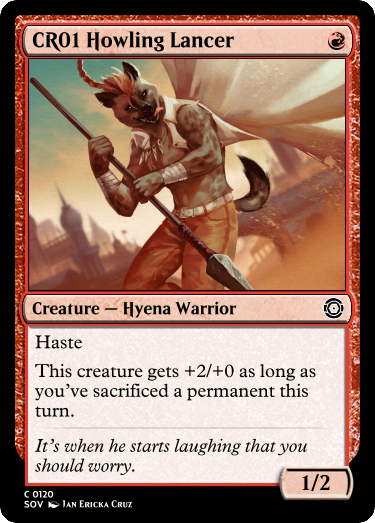 CR01 Howling Lancer
Creature — Hyena Warrior
Haste
This creature gets +2/+0 as long as
you've sacrificed a permanent this
turn.
It's when he starts laughing that you
should worry.
1/2
C 0120
SOV Jan Ericka Cruz